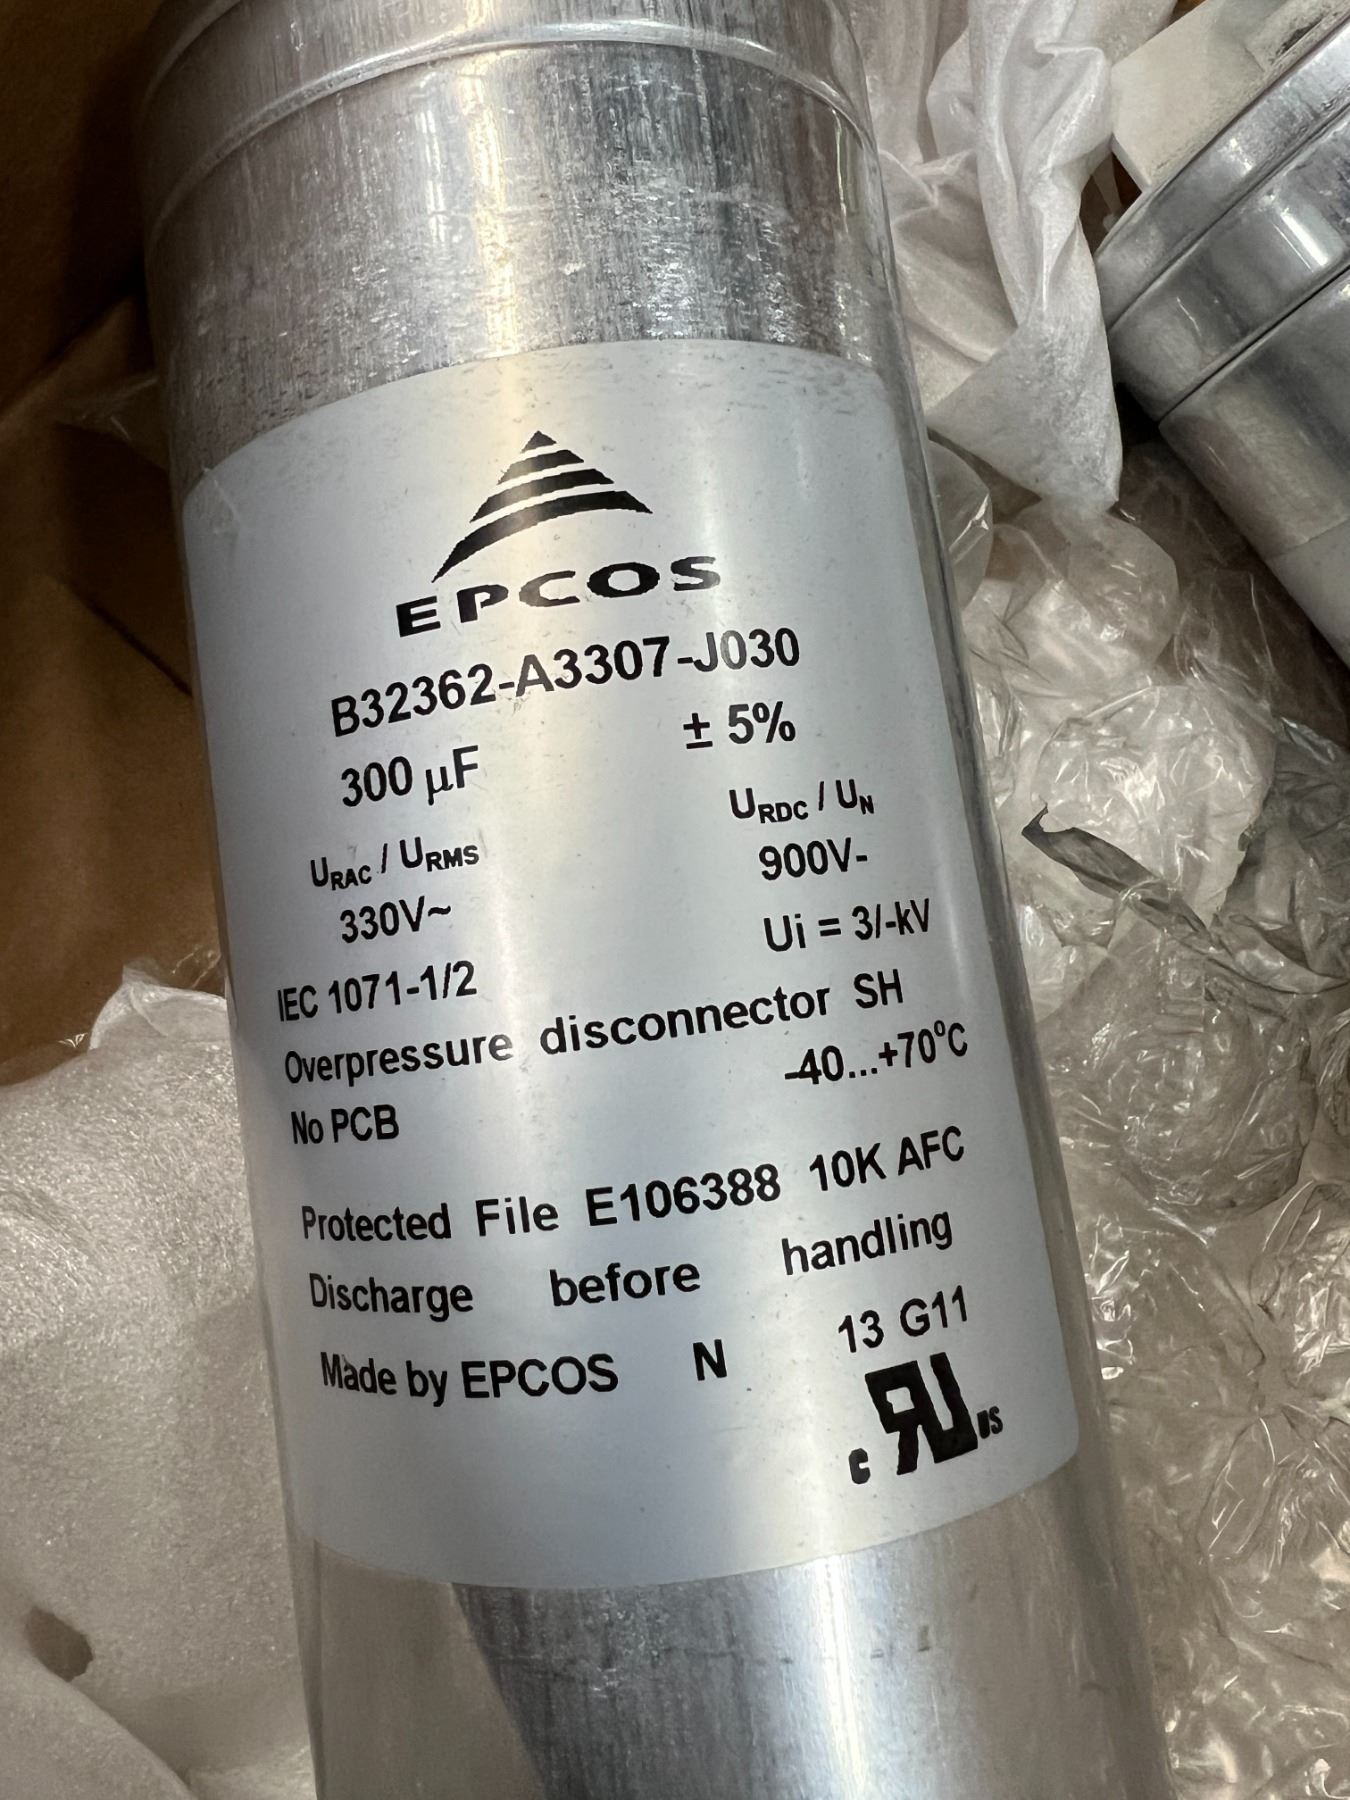 EPCOS
B32362-A3307-J030
300 µF ± 5%
URAC / URMS URDC / UN
330V~ 900V-
IEC 1071-1/2 Ui = 3/-kV
Overpressure disconnector SH
No PCB -40...+70°C
Protected File E106388 10K AFC
Discharge before handling
Made by EPCOS N 13 G11
c RU us